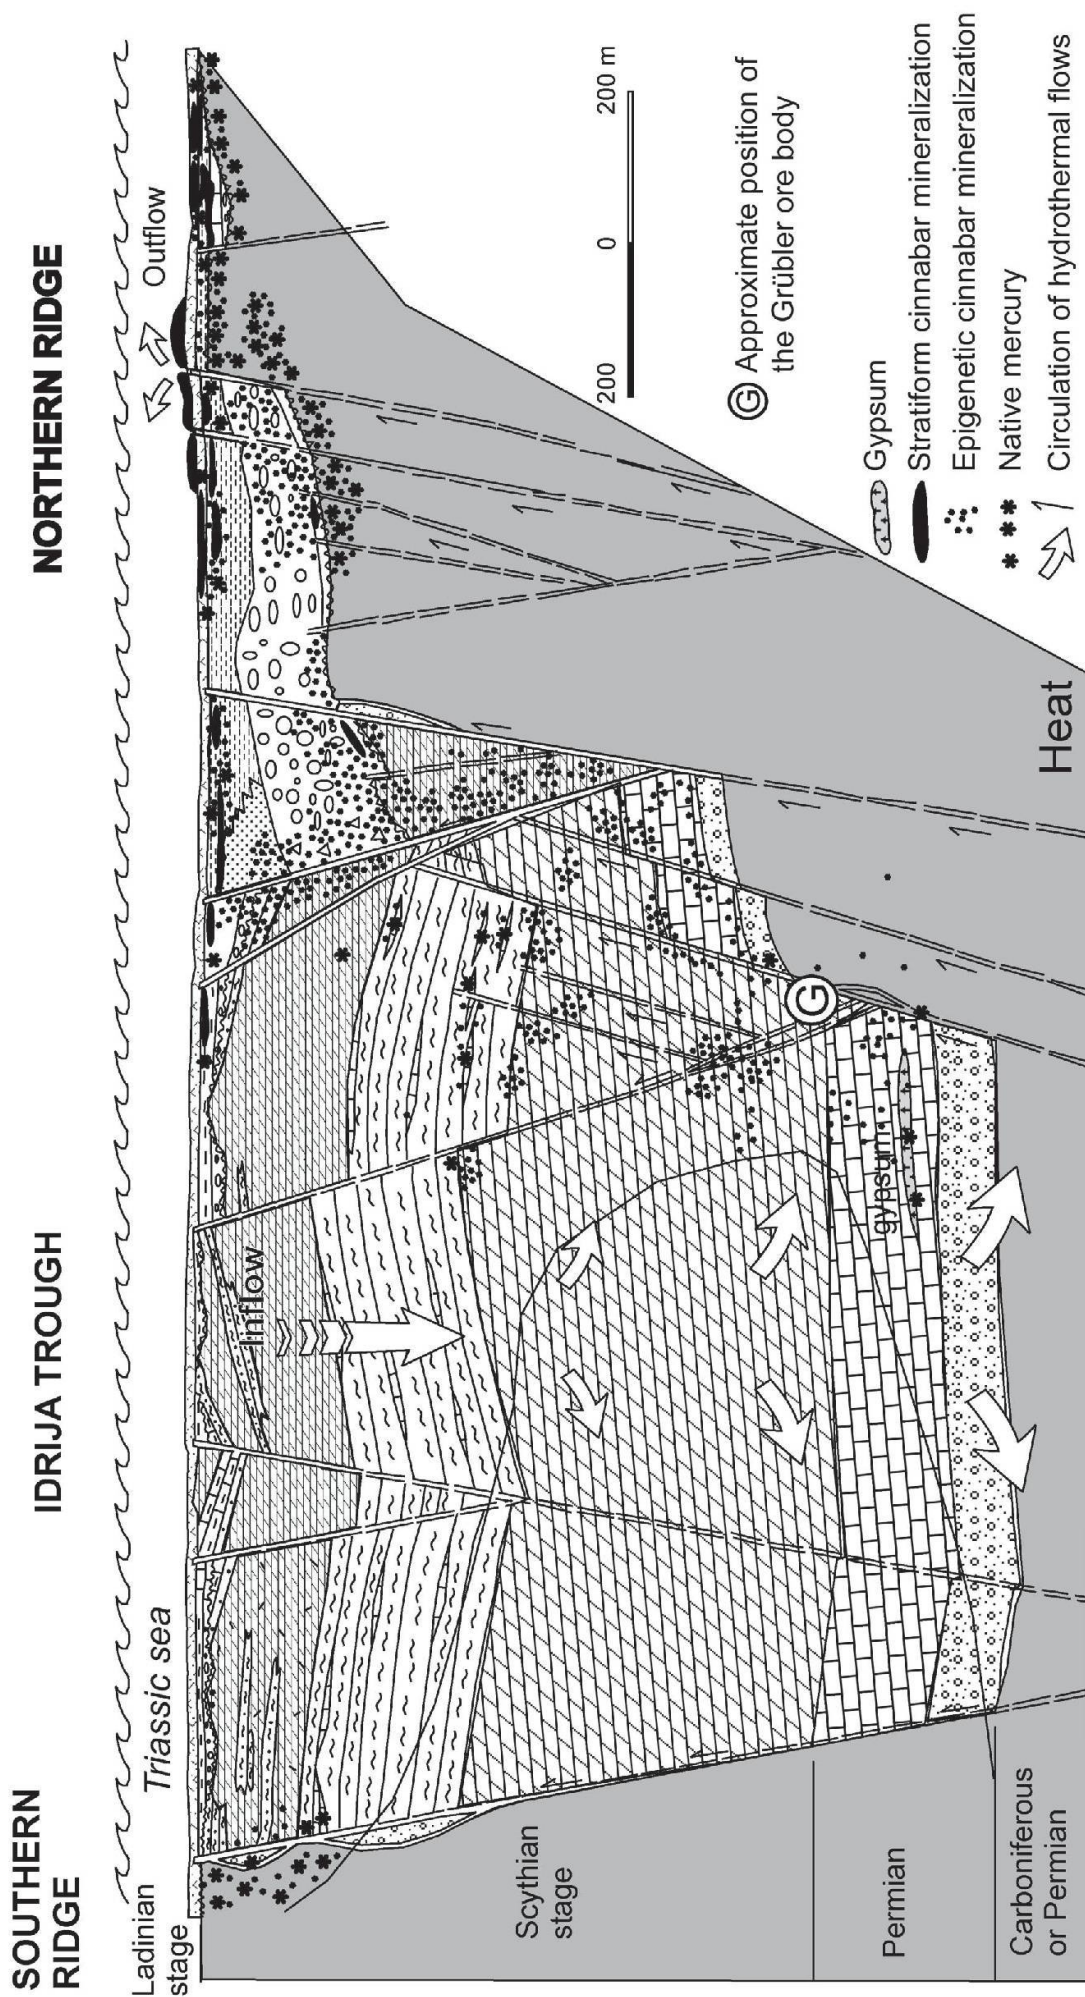 SOUTHERN
RIDGE
IDRIJA TROUGH
NORTHERN RIDGE
Ladinian
stage
Triassic sea
Outflow
Inflow
Scythian
stage
Permian
Carboniferous
or Permian
gypsum
G
Heat
200 0 200 m
G Approximate position of
the Grübler ore body
Gypsum
Stratiform cinnabar mineralization
Epigenetic cinnabar mineralization
Native mercury
Circulation of hydrothermal flows